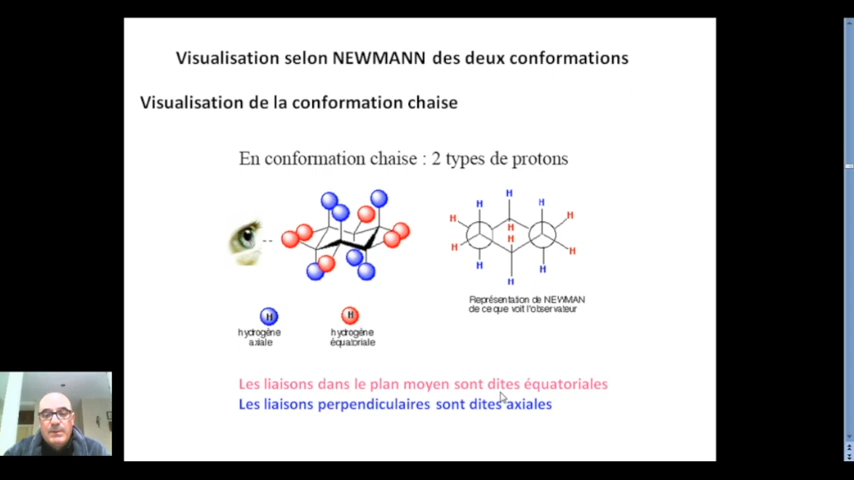 Visualisation selon NEWMANN des deux conformations
Visualisation de la conformation chaise
En conformation chaise : 2 types de protons
H
H H
H H
H
H
H H
H H
H
H H
hydrogène
axiale
hydrogène
équatoriale
Représentation de NEWMAN
de ce que voit l'observateur
Les liaisons dans le plan moyen sont dites équatoriales
Les liaisons perpendiculaires sont dites axiales